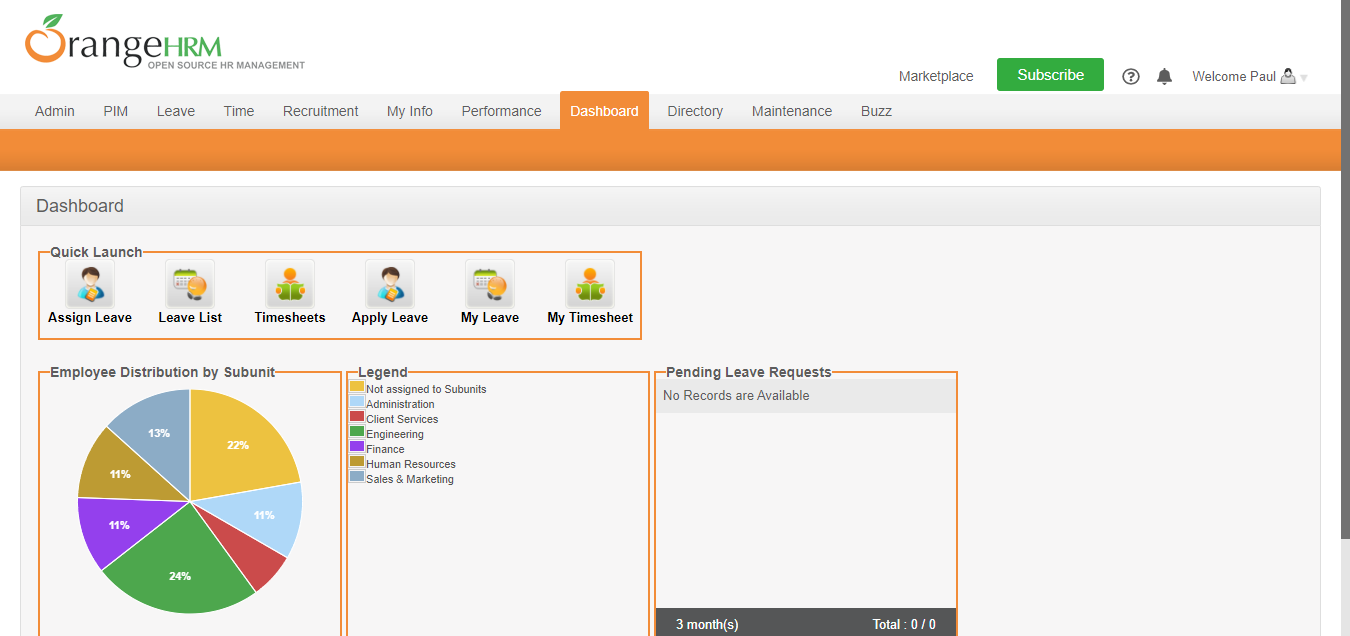 OrangeHRM
OPEN SOURCE HR MANAGEMENT
Marketplace Subscribe ? Welcome Paul
Admin PIM Leave Time Recruitment My Info Performance Dashboard Directory Maintenance Buzz
Dashboard
Quick Launch
Assign Leave Leave List Timesheets Apply Leave My Leave My Timesheet
Employee Distribution by Subunit
22%
11%
24%
11%
11%
13%
Legend
Not assigned to Subunits
Administration
Client Services
Engineering
Finance
Human Resources
Sales & Marketing
Pending Leave Requests
No Records are Available
3 month(s) Total : 0 / 0